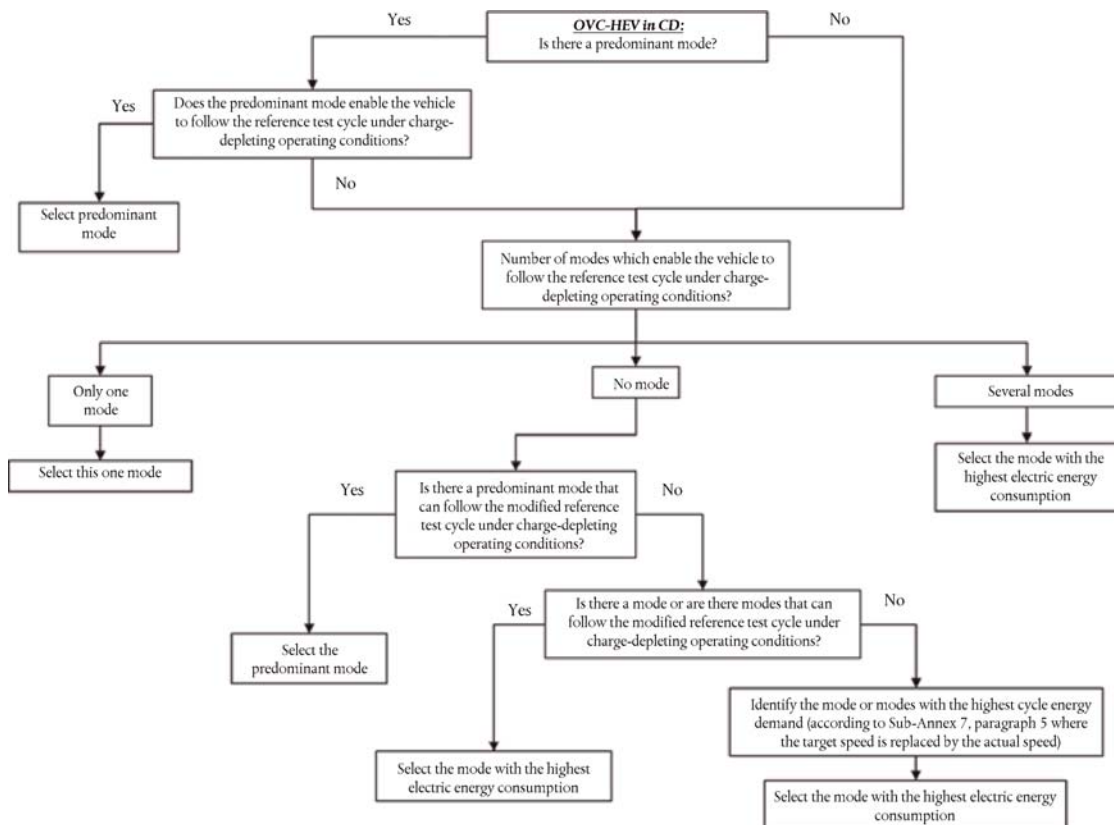 OVC-HEV in CD:
Is there a predominant mode?
Yes
No
Does the predominant mode enable the vehicle
to follow the reference test cycle under charge-
depleting operating conditions?
Yes
No
Select predominant
mode
Number of modes which enable the vehicle to
follow the reference test cycle under charge-
depleting operating conditions?
Only one
mode
No mode
Several modes
Select this one mode
Select the mode with the
highest electric energy
consumption
Is there a predominant mode that
can follow the modified reference
test cycle under charge-depleting
operating conditions?
Yes
No
Select the
predominant mode
Is there a mode or are there modes that can
follow the modified reference test cycle under
charge-depleting operating conditions?
Yes
No
Select the mode with the highest
electric energy consumption
Identify the mode or modes with the highest cycle energy
demand (according to Sub-Annex 7, paragraph 5 where
the target speed is replaced by the actual speed)
Select the mode with the highest electric energy
consumption